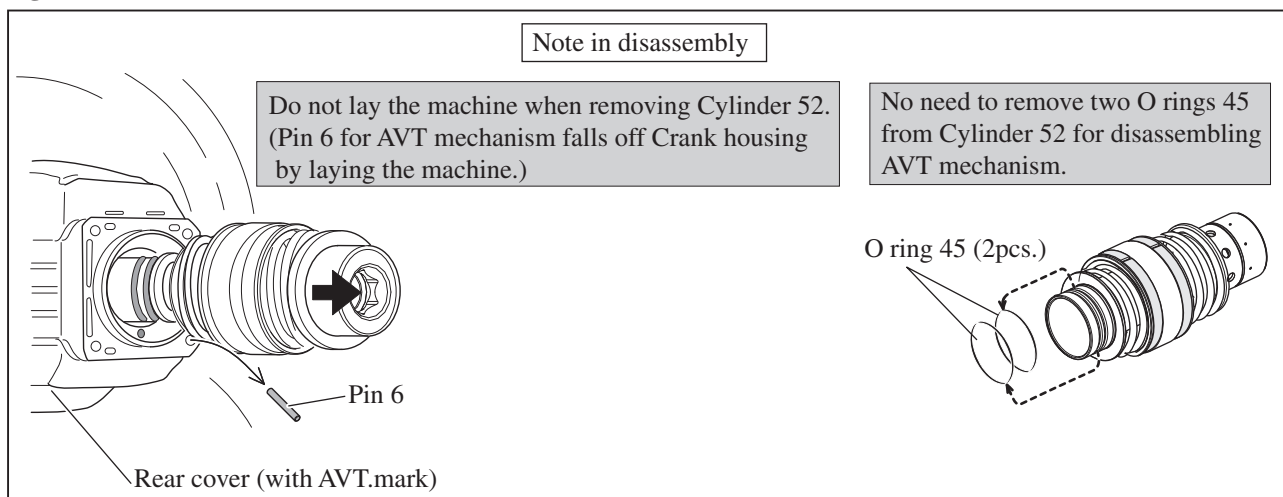 Note in disassembly
Do not lay the machine when removing Cylinder 52.
(Pin 6 for AVT mechanism falls off Crank housing
by laying the machine.)
No need to remove two O rings 45
from Cylinder 52 for disassembling
AVT mechanism.
O ring 45 (2pcs.)
Pin 6
Rear cover (with AVT.mark)